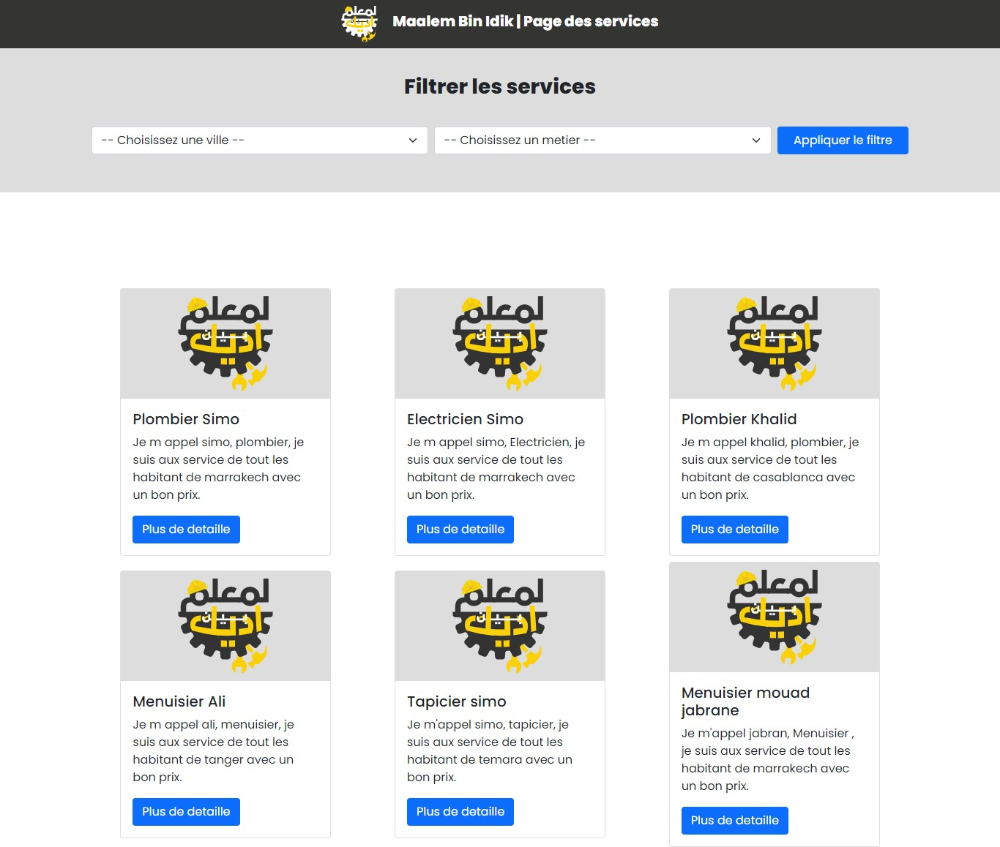 لمعلم
بين
اديك
Maalem Bin Idik | Page des services
Filtrer les services
-- Choisissez une ville --
-- Choisissez un metier --
Appliquer le filtre
لمعلم
بين
اديك
Plombier Simo
Je m appel simo, plombier, je
suis aux service de tout les
habitant de marrakech avec
un bon prix.
Plus de detaille
لمعلم
بين
اديك
Electricien Simo
Je m appel simo, Electricien, je
suis aux service de tout les
habitant de marrakech avec
un bon prix.
Plus de detaille
لمعلم
بين
اديك
Plombier Khalid
Je m appel khalid, plombier, je
suis aux service de tout les
habitant de casablanca avec
un bon prix.
Plus de detaille
لمعلم
بين
اديك
Menuisier Ali
Je m appel ali, menuisier, je
suis aux service de tout les
habitant de tanger avec un
bon prix.
Plus de detaille
لمعلم
بين
اديك
Tapicier simo
Je m'appel simo, tapicier, je
suis aux service de tout les
habitant de temara avec un
bon prix.
Plus de detaille
لمعلم
بين
اديك
Menuisier mouad
jabrane
Je m'appel jabran, Menuisier ,
je suis aux service de tout les
habitant de marrakech avec
un bon prix.
Plus de detaille